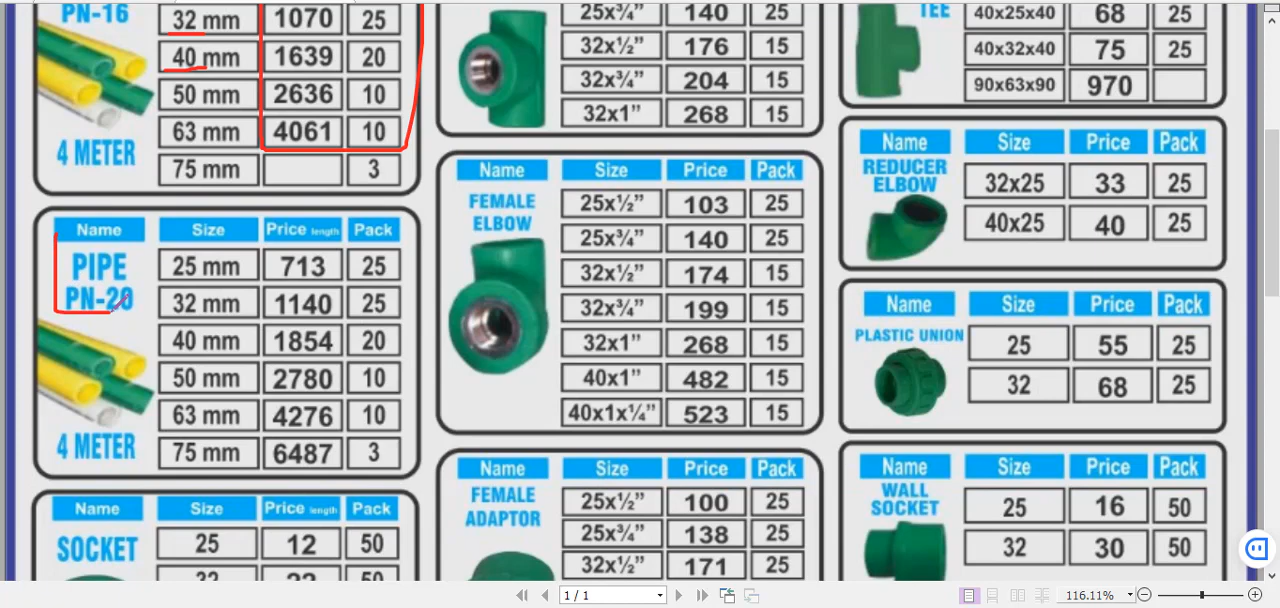 PN-16
32 mm 1070 25
40 mm 1639 20
50 mm 2636 10
63 mm 4061 10
75 mm 3
4 METER
Name Size Price length Pack
PIPE
PN-20
25 mm 713 25
32 mm 1140 25
40 mm 1854 20
50 mm 2780 10
63 mm 4276 10
75 mm 6487 3
4 METER
Name Size Price length Pack
SOCKET
25 12 50
25x¾" 140 25
32x½" 176 15
32x¾" 204 15
32x1" 268 15
Name Size Price Pack
FEMALE
ELBOW
25x½" 103 25
25x¾" 140 25
32x½" 174 15
32x¾" 199 15
32x1" 268 15
40x1" 482 15
40x1x¼" 523 15
Name Size Price Pack
FEMALE
ADAPTOR
25x½" 100 25
25x¾" 138 25
32x½" 171 15
TEE
40x25x40 68 25
40x32x40 75 25
90x63x90 970
Name Size Price Pack
REDUCER
ELBOW
32x25 33 25
40x25 40 25
Name Size Price Pack
PLASTIC UNION
25 55 25
32 68 25
Name Size Price Pack
WALL
SOCKET
25 16 50
32 30 50
1 / 1
116.11%